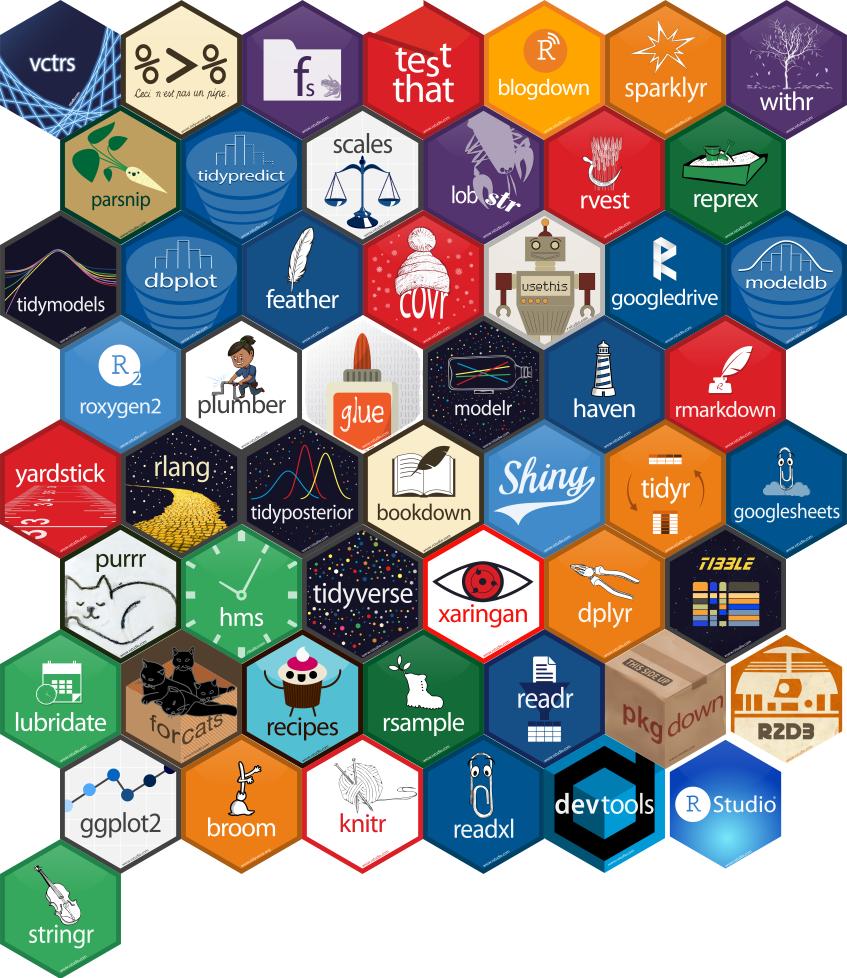 vctrs
%>%
Ceci n'est pas un pipe.
fs
test
that
R
blogdown
sparklyr
withr
parsnip
tidypredict
scales
lobstr
rvest
reprex
tidymodels
dbplot
feather
covr
usethis
googledrive
modeldb
R2
roxygen2
plumber
glue
modelr
haven
rmarkdown
yardstick
rlang
tidyposterior
bookdown
Shiny
tidyr
googlesheets
purrr
hms
tidyverse
xaringan
dplyr
TIBBLE
lubridate
forcats
recipes
rsample
readr
THIS SIDE UP
pkgdown
R2D3
ggplot2
broom
knitr
readxl
devtools
R Studio
stringr